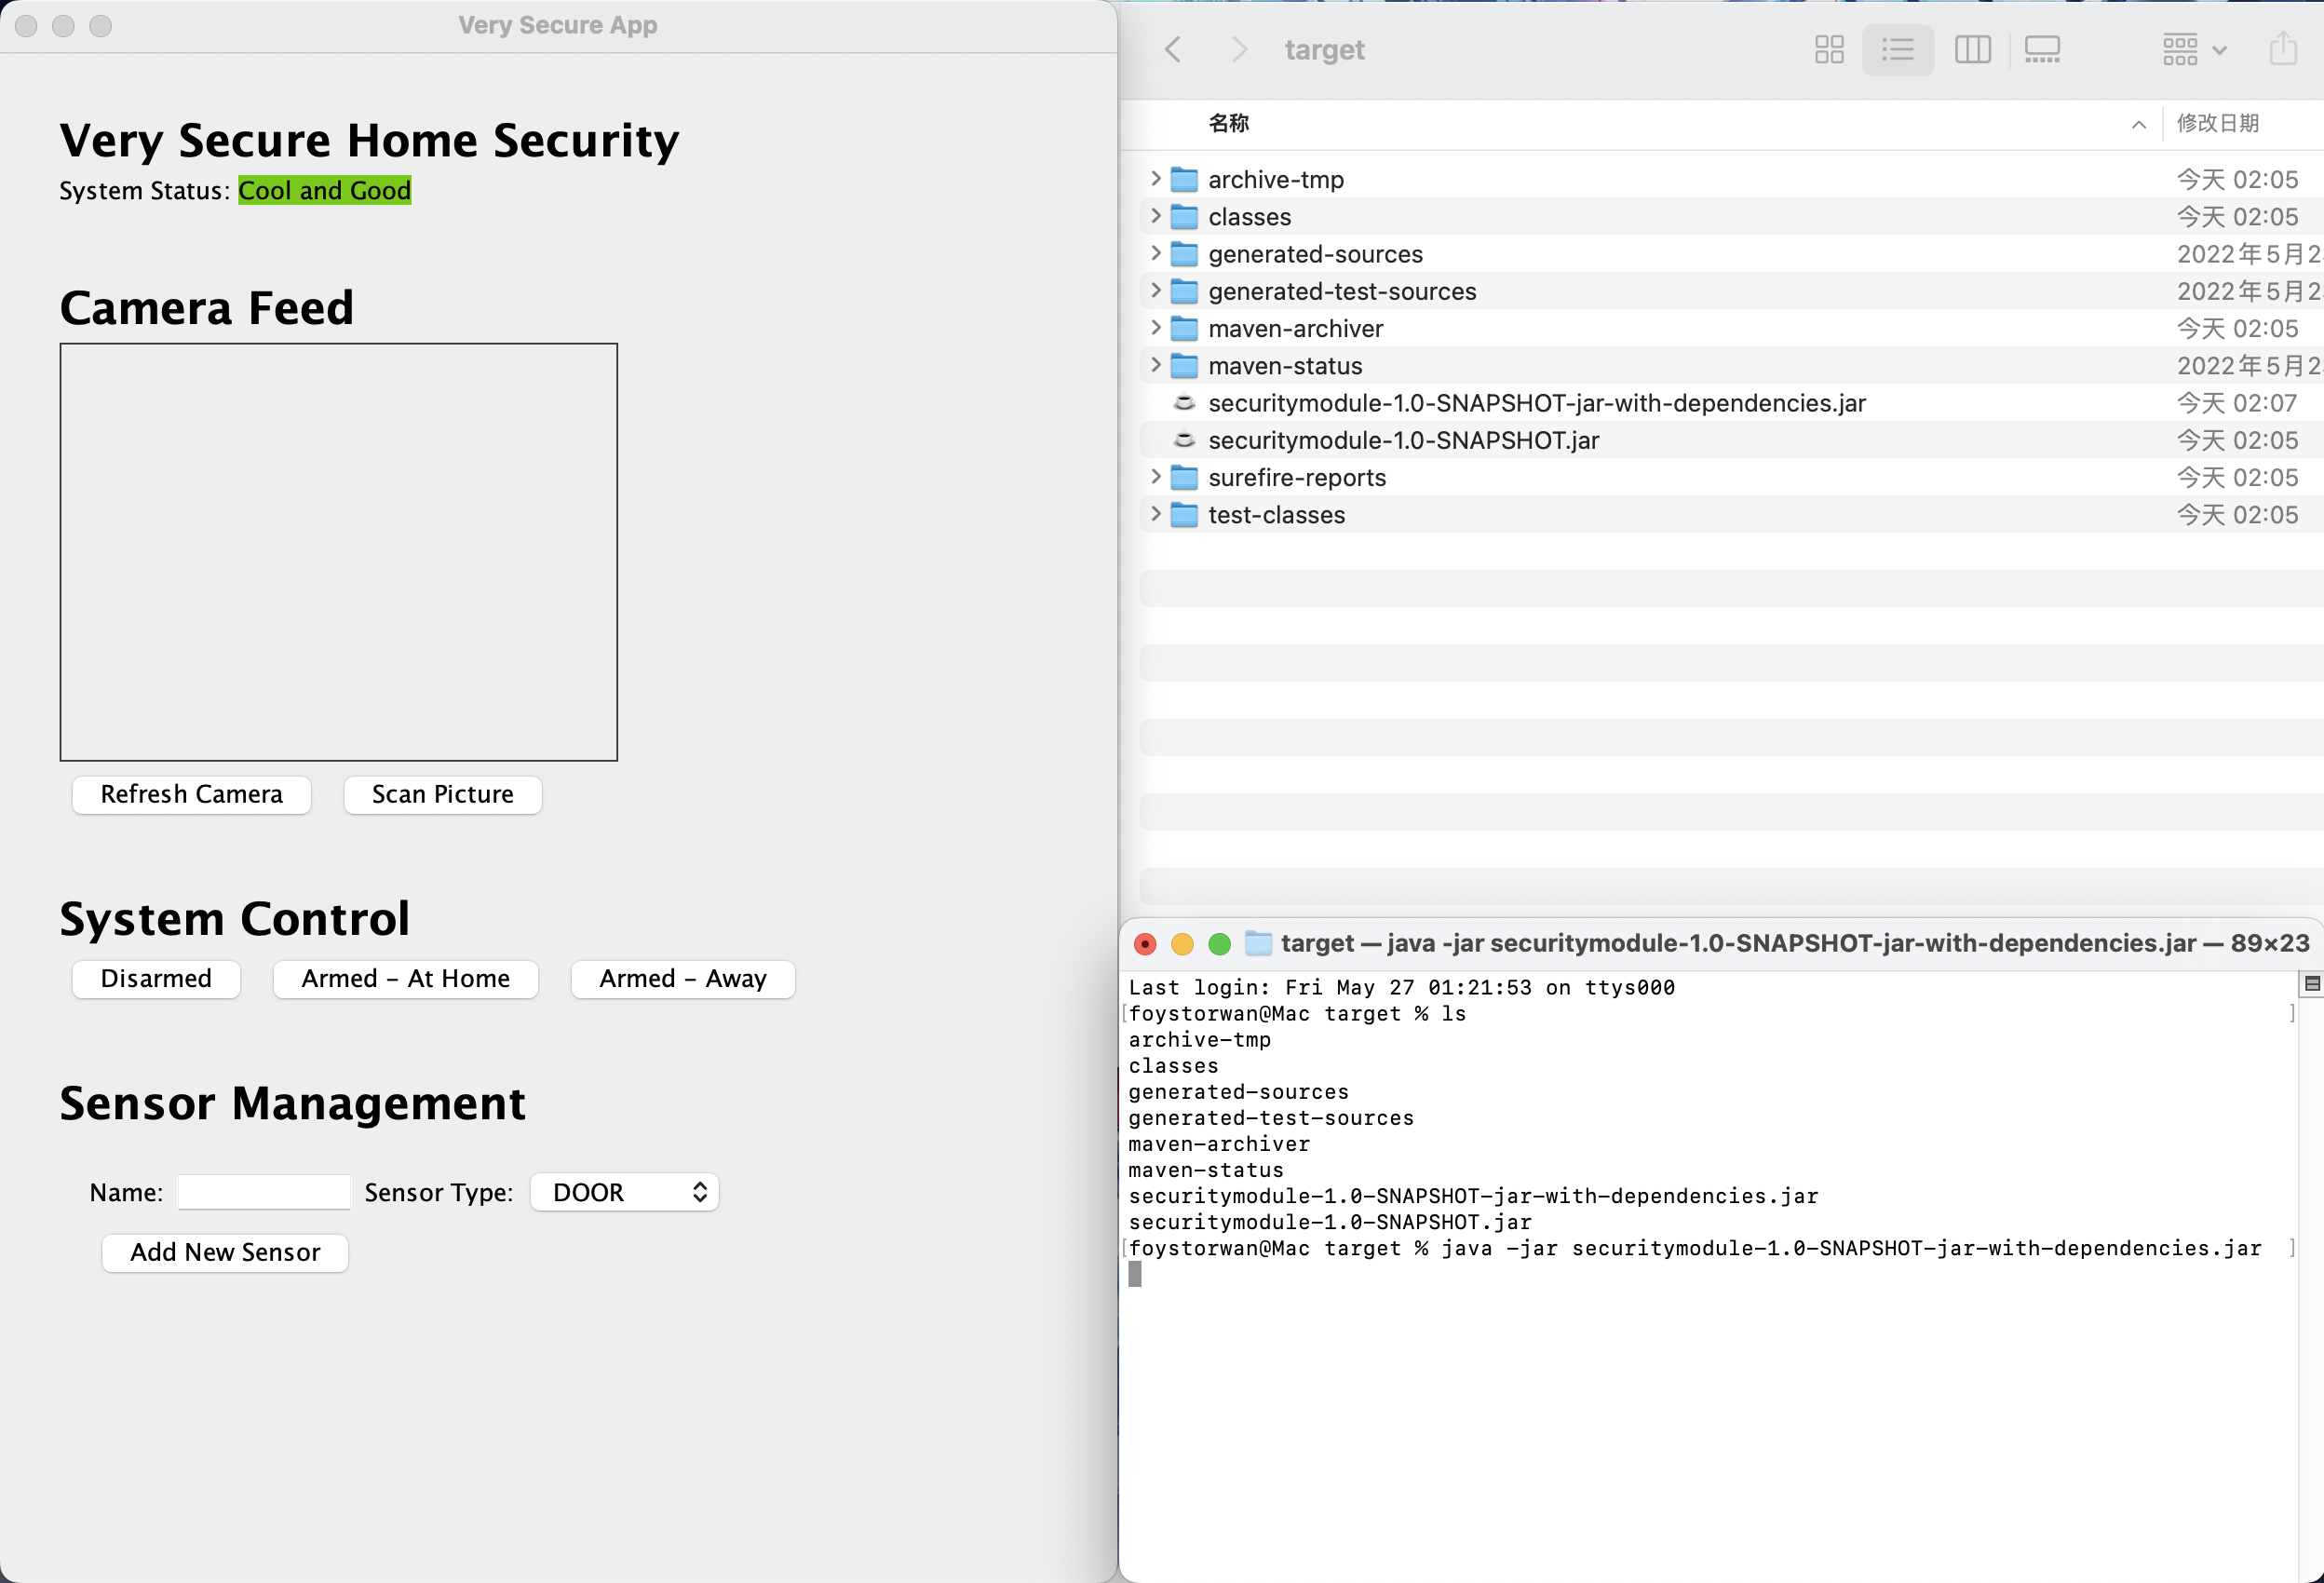 Very Secure App
Very Secure Home Security
System Status: Cool and Good
Camera Feed
Refresh Camera Scan Picture
System Control
Disarmed Armed - At Home Armed - Away
Sensor Management
Name: Sensor Type: DOOR
Add New Sensor
target
名称 修改日期
archive-tmp 今天 02:05
classes 今天 02:05
generated-sources 2022年5月2
generated-test-sources 2022年5月2
maven-archiver 今天 02:05
maven-status 2022年5月2
securitymodule-1.0-SNAPSHOT-jar-with-dependencies.jar 今天 02:07
securitymodule-1.0-SNAPSHOT.jar 今天 02:05
surefire-reports 今天 02:05
test-classes 今天 02:05
target — java -jar securitymodule-1.0-SNAPSHOT-jar-with-dependencies.jar — 89×23
Last login: Fri May 27 01:21:53 on ttys000
[foystorwan@Mac target % ls ]
archive-tmp
classes
generated-sources
generated-test-sources
maven-archiver
maven-status
securitymodule-1.0-SNAPSHOT-jar-with-dependencies.jar
securitymodule-1.0-SNAPSHOT.jar
[foystorwan@Mac target % java -jar securitymodule-1.0-SNAPSHOT-jar-with-dependencies.jar ]